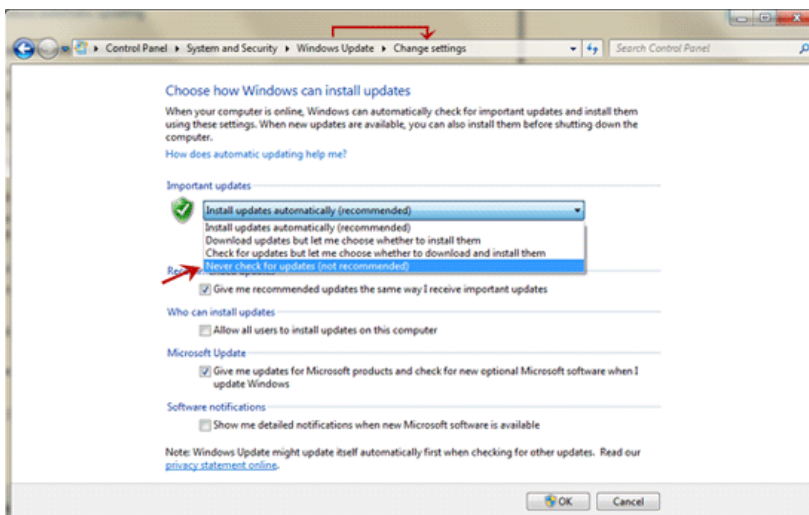 Control Panel ▸ System and Security ▸ Windows Update ▸ Change settings
Search Control Panel
Choose how Windows can install updates
When your computer is online, Windows can automatically check for important updates and install them
using these settings. When new updates are available, you can also install them before shutting down the
computer.
How does automatic updating help me?
Important updates
Install updates automatically (recommended)
Install updates automatically (recommended)
Download updates but let me choose whether to install them
Check for updates but let me choose whether to download and install them
Never check for updates (not recommended)
Give me recommended updates the same way I receive important updates
Who can install updates
Allow all users to install updates on this computer
Microsoft Update
Give me updates for Microsoft products and check for new optional Microsoft software when I
update Windows
Software notifications
Show me detailed notifications when new Microsoft software is available
Note: Windows Update might update itself automatically first when checking for other updates. Read our
privacy statement online.
OK Cancel